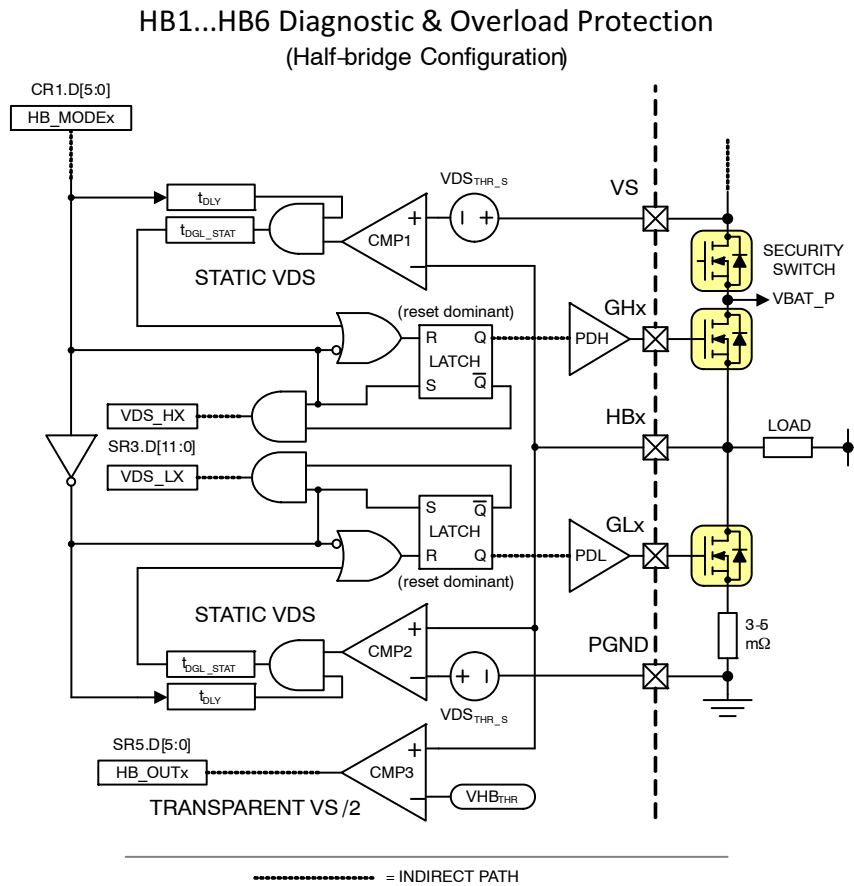 HB1...HB6 Diagnostic & Overload Protection
(Half-bridge Configuration)
CR1.D[5:0]
HB_MODEx
VDSTHR_S
VS
tDLY
tDGL_STAT
CMP1
+
−
− +
STATIC VDS
SECURITY
SWITCH
VBAT_P
(reset dominant)
GHx
R Q
LATCH
S Q
PDH
VDS_HX
SR3.D[11:0]
VDS_LX
HBx
LOAD
S Q
LATCH
R Q
(reset dominant)
GLx
PDL
STATIC VDS
tDGL_STAT
tDLY
CMP2
+
−
+ −
VDSTHR_S
PGND
3-5
mΩ
SR5.D[5:0]
HB_OUTx
CMP3
+
−
VHBTHR
TRANSPARENT VS/2
= INDIRECT PATH